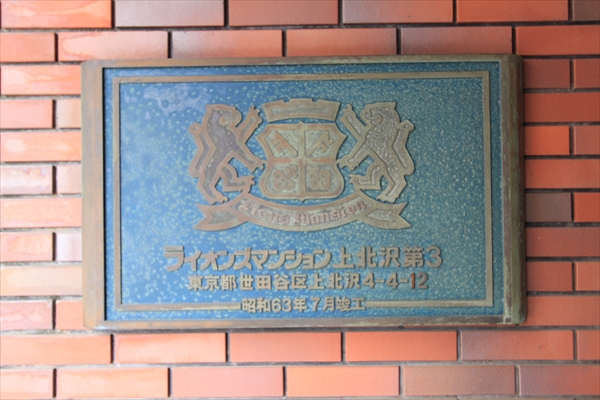 Lions Mansion
ライオンズマンション上北沢第3
東京都世田谷区上北沢4-4-12
昭和63年7月竣工